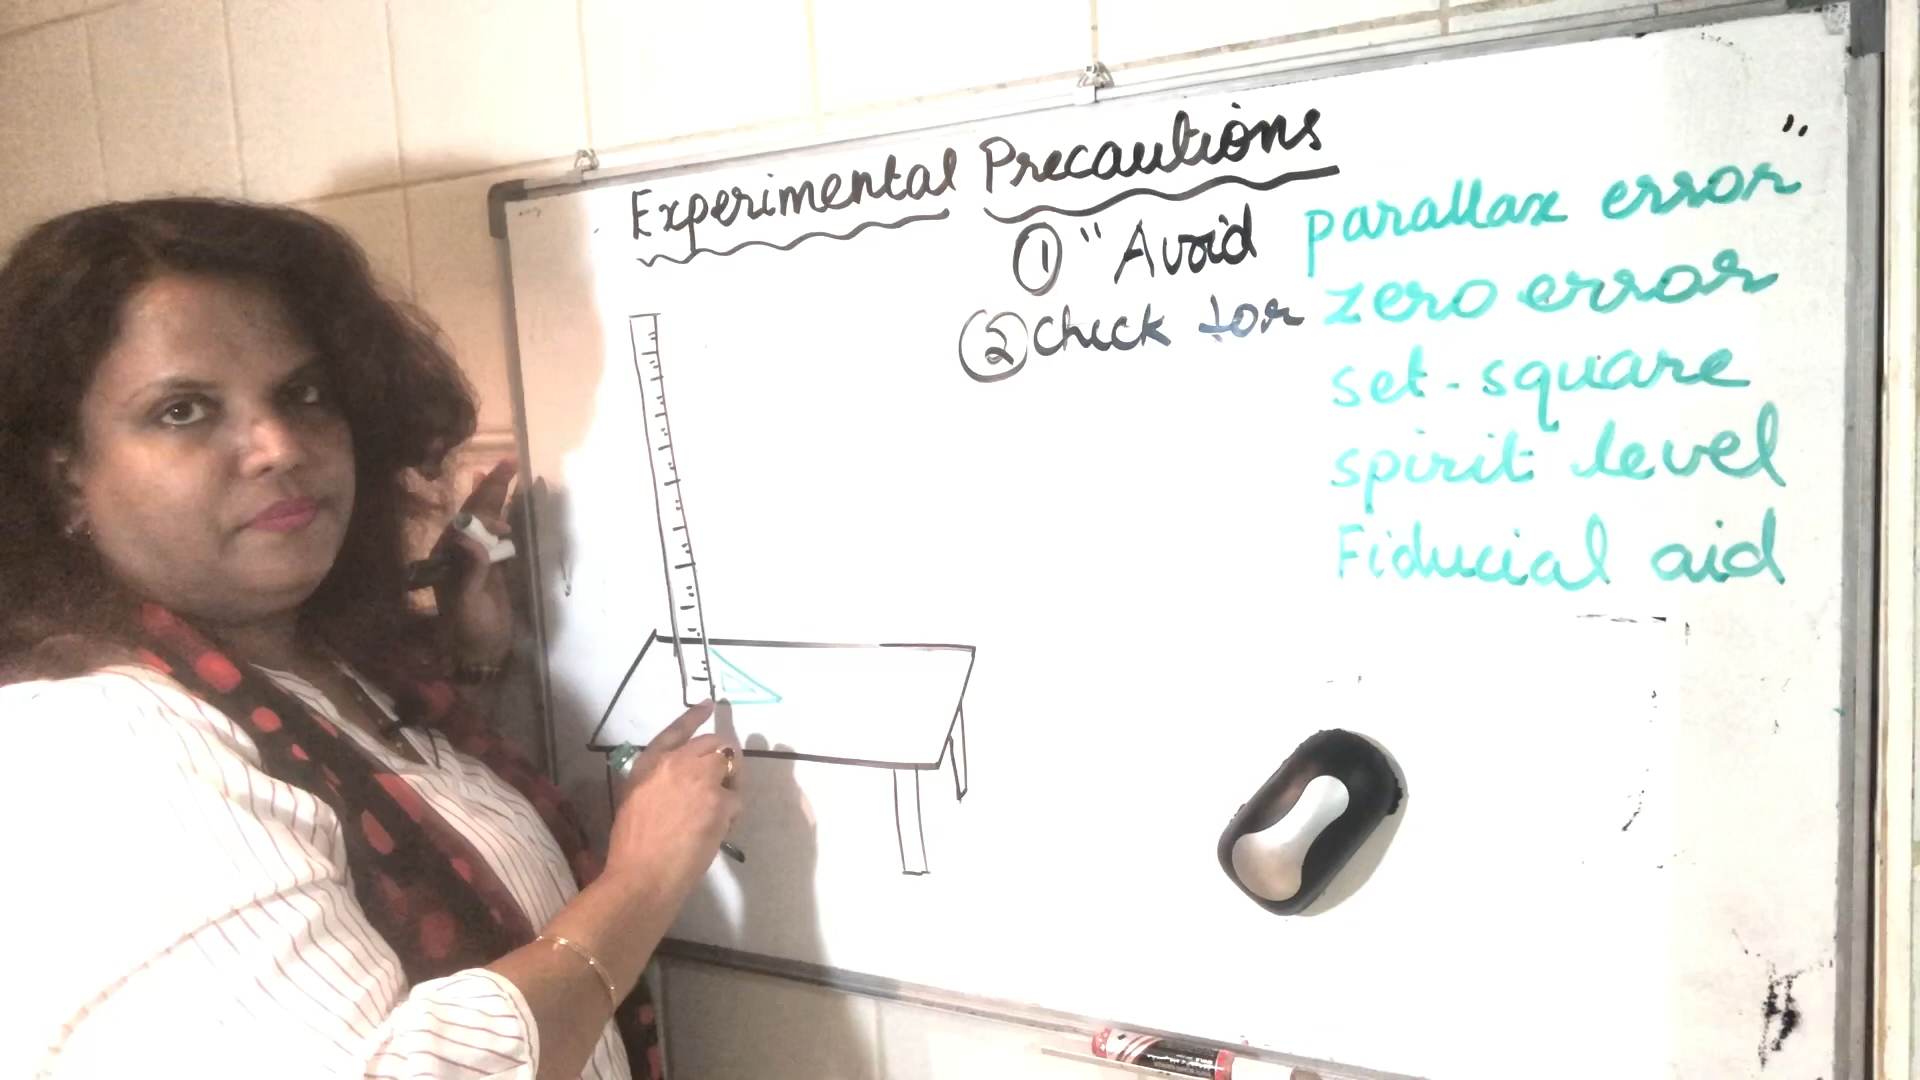 Experimental Precautions
① "Avoid parallax error"
② Check for zero error
set-square
spirit level
Fiducial aid